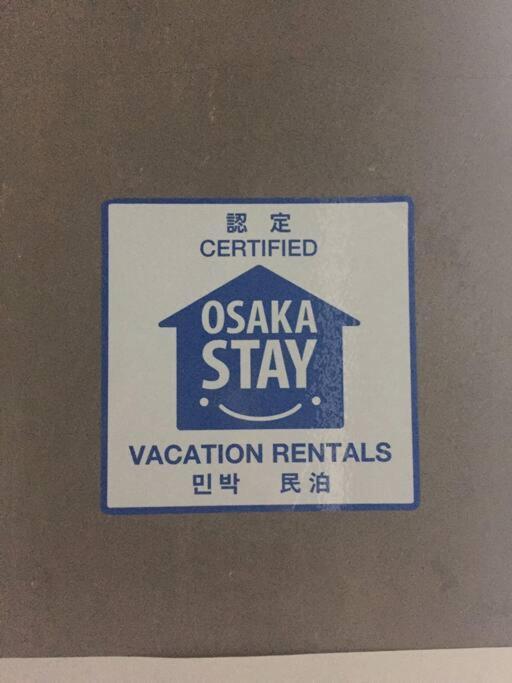 認 定
CERTIFIED
OSAKA
STAY
VACATION RENTALS
민박 民泊